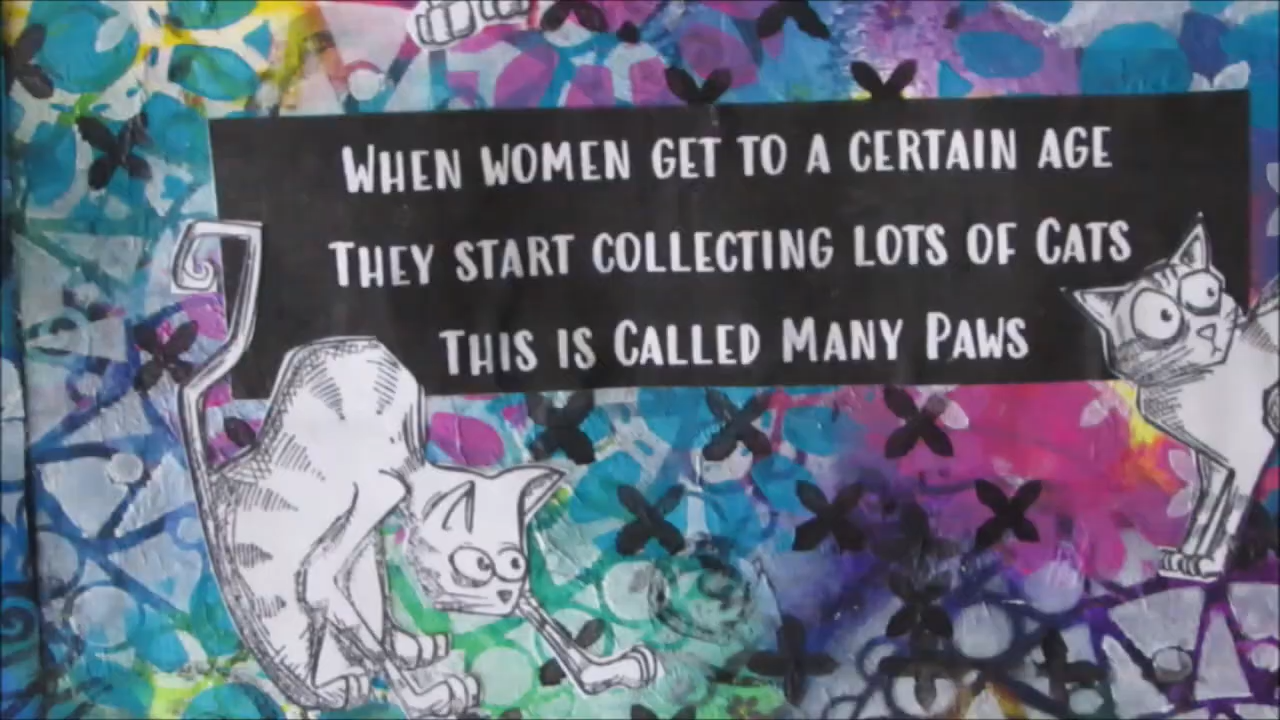 When women get to a certain age
They start collecting lots of Cats
This is Called Many Paws